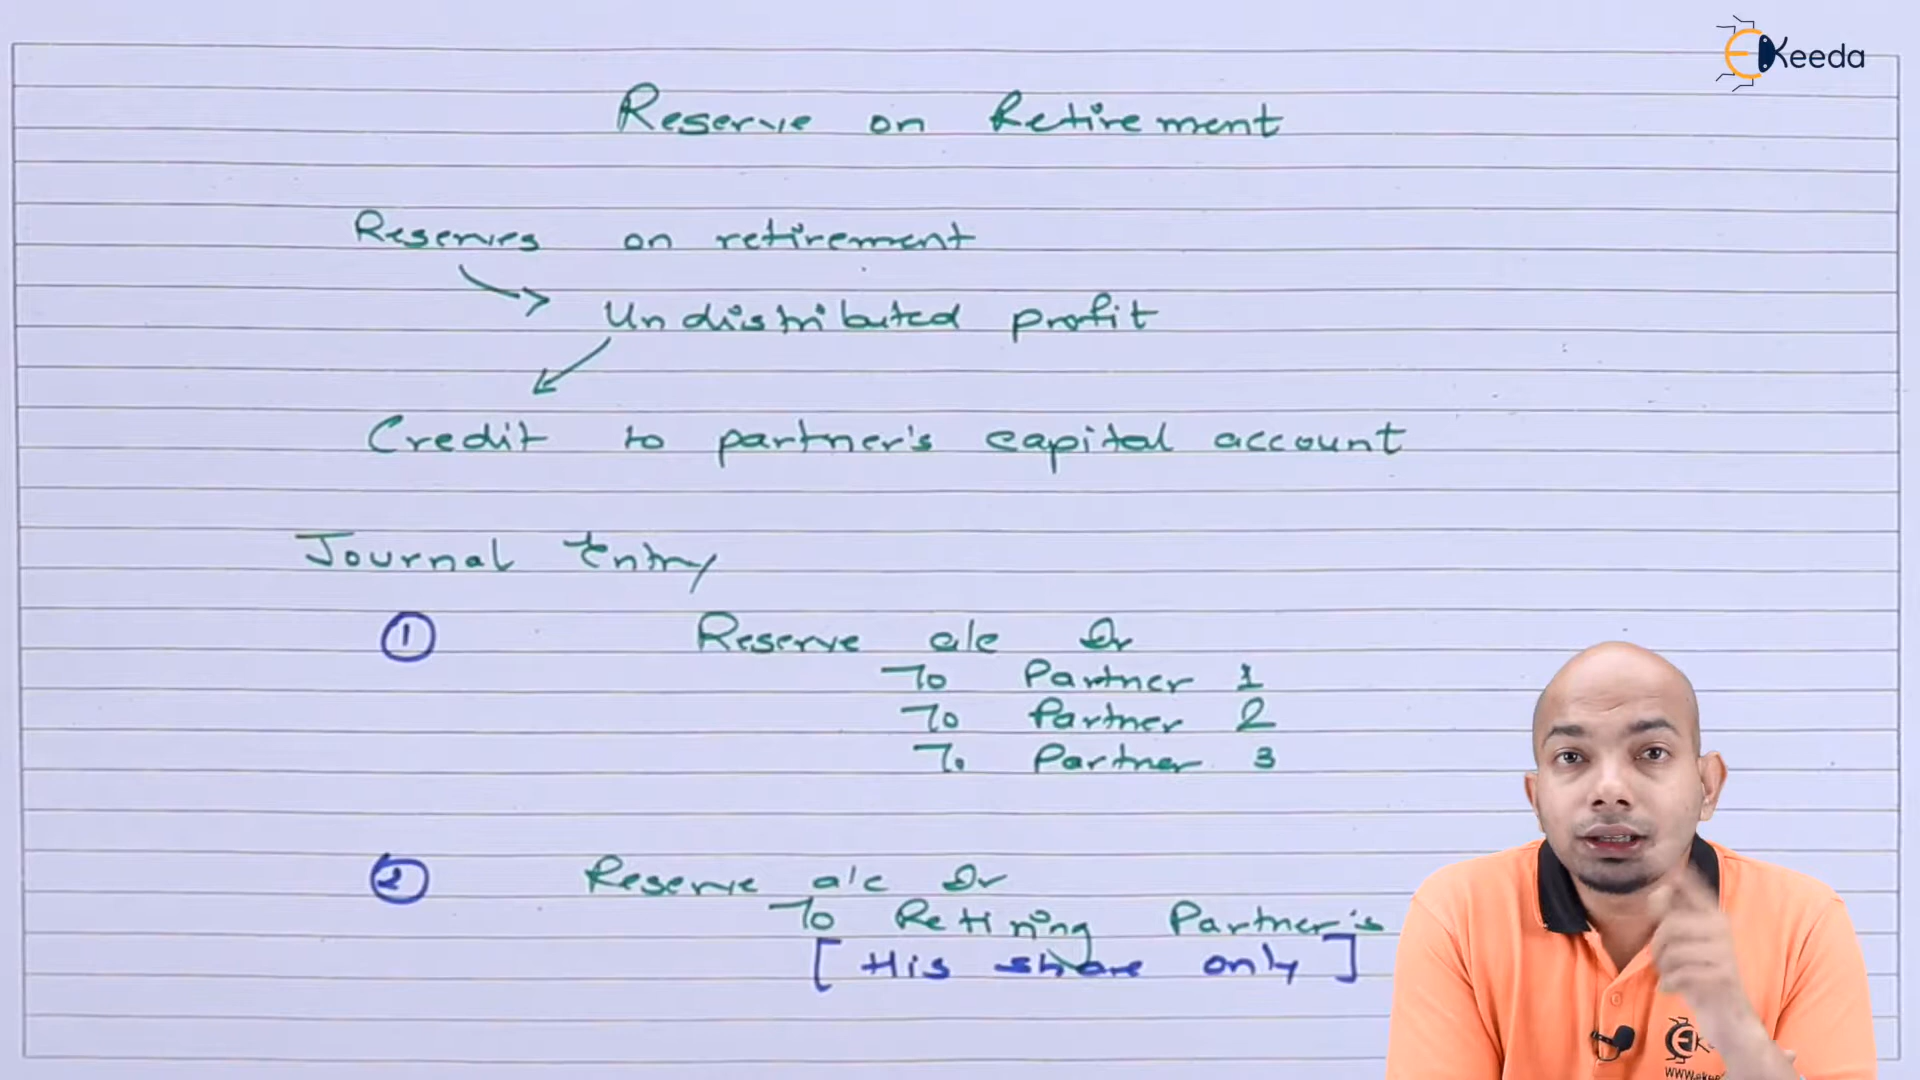 EKeeda
Reserve on Retirement
Reserves on retirement
Undistributed profit
Credit to partner's capital account
Journal Entry
1 Reserve a/c Dr
To Partner 1
To Partner 2
To Partner 3
2 Reserve a/c Dr
To Retiring Partner's
[ His share only ]